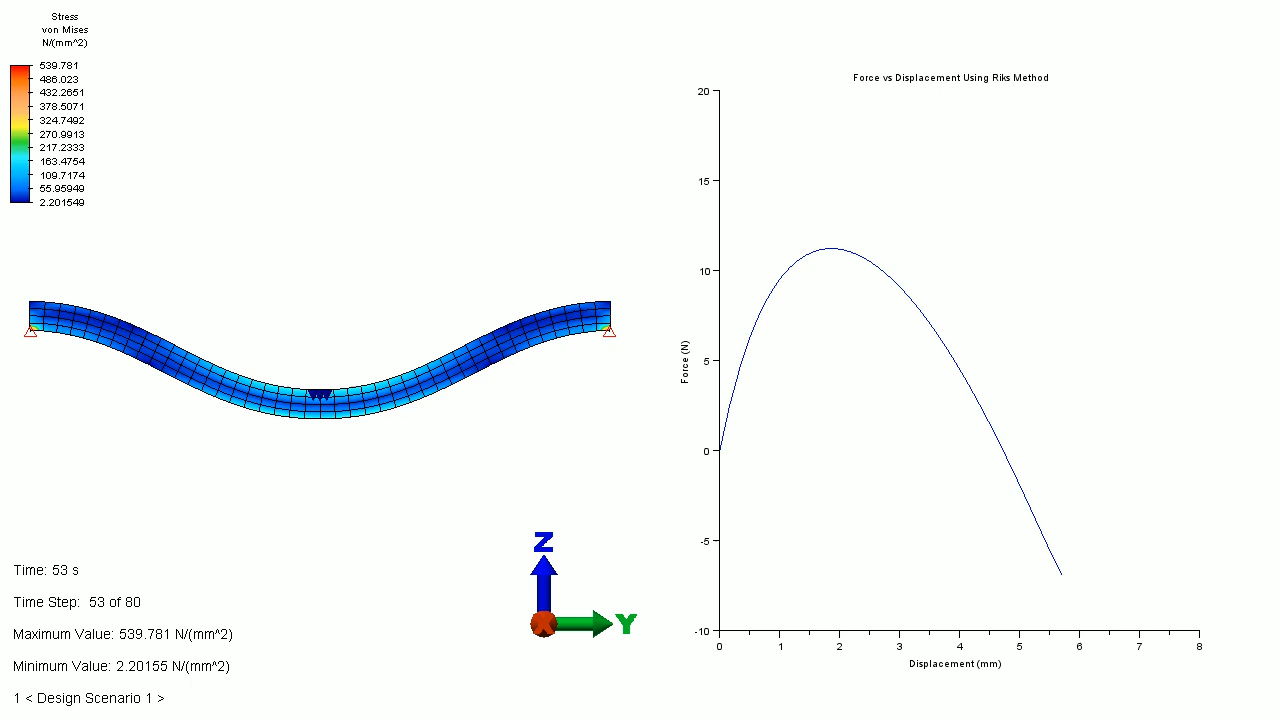 Stress
von Mises
N/(mm^2)
539.781
486.023
432.2651
378.5071
324.7492
270.9913
217.2333
163.4754
109.7174
55.95949
2.201549
Z
Y
X
Time: 53 s
Time Step: 53 of 80
Maximum Value: 539.781 N/(mm^2)
Minimum Value: 2.20155 N/(mm^2)
1 < Design Scenario 1 >
Force vs Displacement Using Riks Method
20
15
10
5
0
-5
-10
Force (N)
0 1 2 3 4 5 6 7 8
Displacement (mm)